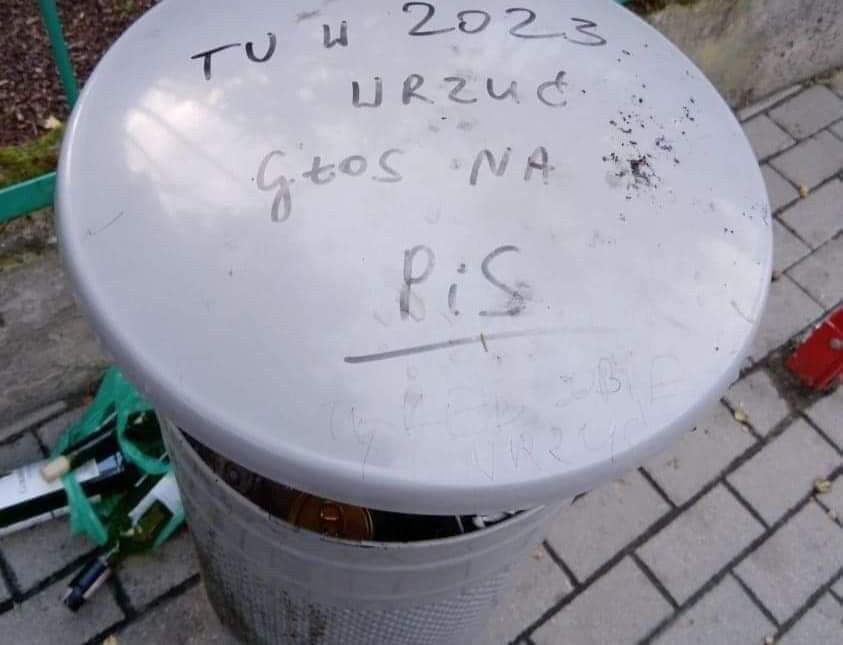 TU W 2023
WRZUĆ
GŁOS NA
PiS